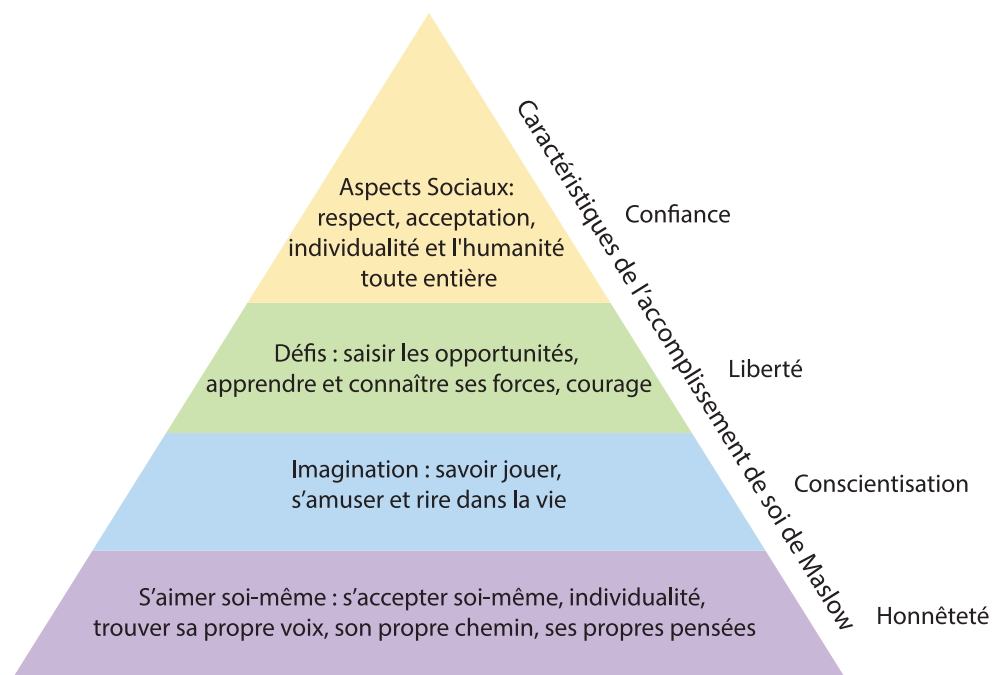 Aspects Sociaux:
respect, acceptation,
individualité et l'humanité
toute entière
Défis : saisir les opportunités,
apprendre et connaître ses forces, courage
Imagination : savoir jouer,
s’amuser et rire dans la vie
S’aimer soi-même : s’accepter soi-même, individualité,
trouver sa propre voix, son propre chemin, ses propres pensées
Caractéristiques de l’accomplissement de soi de Maslow
Confiance
Liberté
Conscientisation
Honnêteté